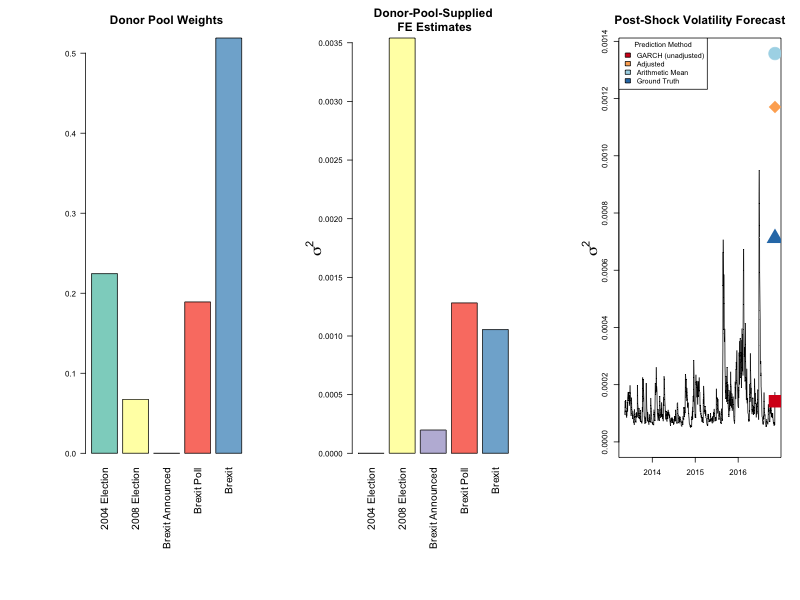 Donor Pool Weights
0.5
0.4
0.3
0.2
0.1
0.0
2004 Election
2008 Election
Brexit Announced
Brexit Poll
Brexit
Donor-Pool-Supplied
FE Estimates
σ²
0.0035
0.0030
0.0025
0.0020
0.0015
0.0010
0.0005
0.0000
2004 Election
2008 Election
Brexit Announced
Brexit Poll
Brexit
Post-Shock Volatility Forecast
Prediction Method
GARCH (unadjusted)
Adjusted
Arithmetic Mean
Ground Truth
σ²
0.0014
0.0012
0.0010
0.0008
0.0006
0.0004
0.0002
0.0000
2014
2015
2016